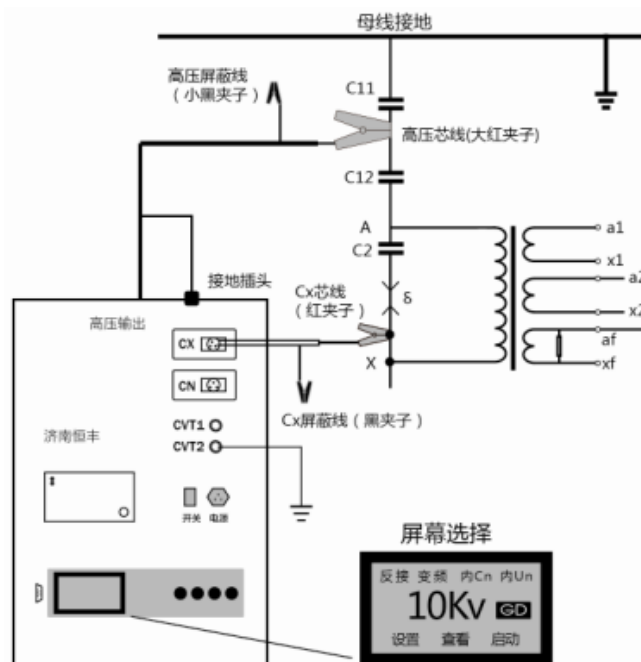 母线接地
高压屏蔽线
（小黑夹子）
C11
高压芯线(大红夹子)
C12
A
C2
a1
x1
a2
x2
af
xf
接地插头
Cx芯线
（红夹子）
δ
高压输出
CX
X
CN
Cx屏蔽线（黑夹子）
CVT1
济南恒丰
CVT2
开关 电源
屏幕选择
反接 变频 内Cn 内Un
10Kv GD
设置 查看 启动